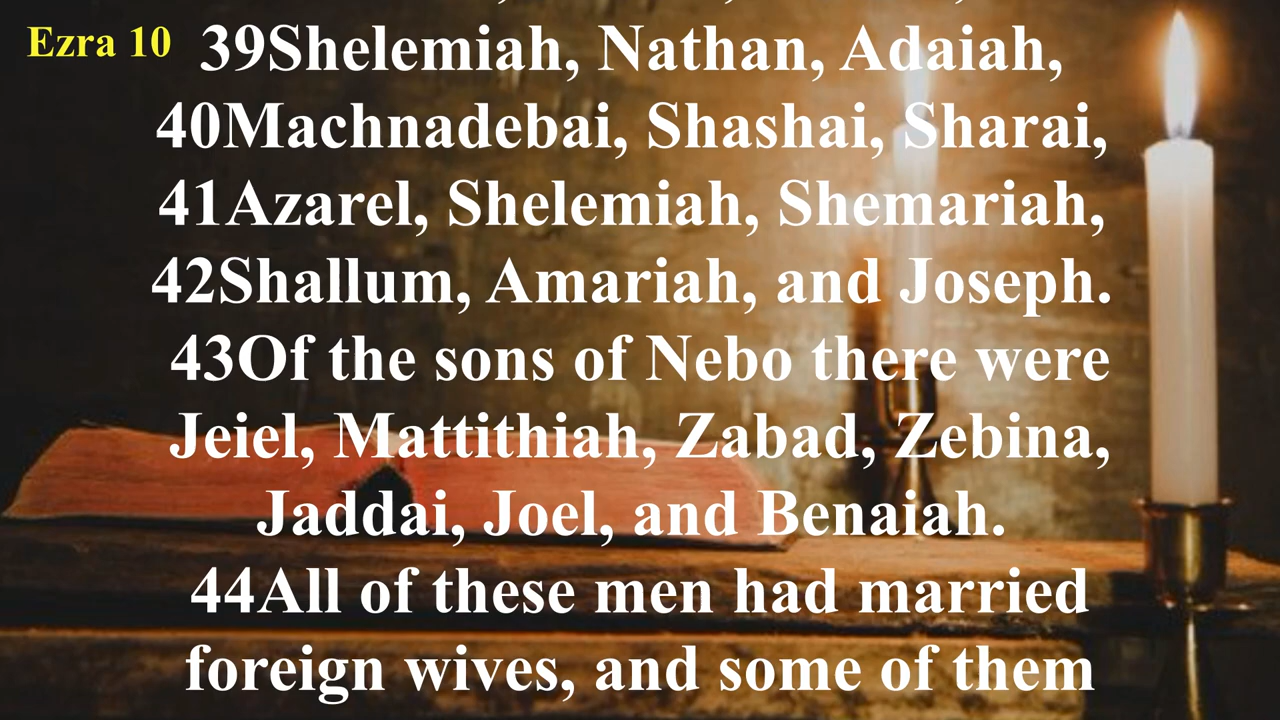 Ezra 10
39Shelemiah, Nathan, Adaiah,
40Machnadebai, Shashai, Sharai,
41Azarel, Shelemiah, Shemariah,
42Shallum, Amariah, and Joseph.
43Of the sons of Nebo there were
Jeiel, Mattithiah, Zabad, Zebina,
Jaddai, Joel, and Benaiah.
44All of these men had married
foreign wives, and some of them